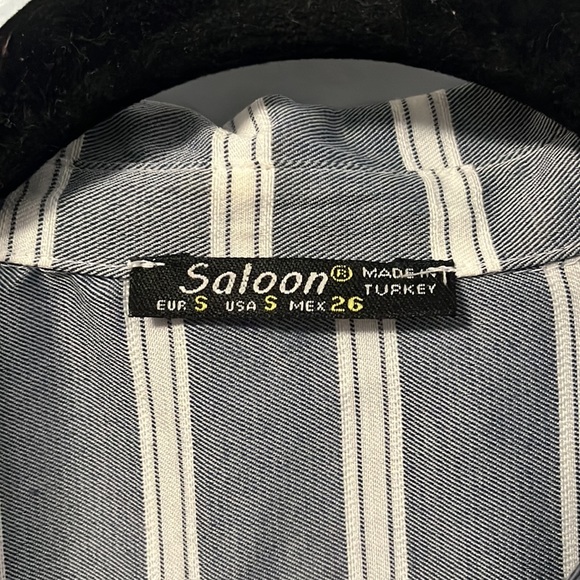 Saloon® MADE IN
TURKEY
EUR S USA S MEX 26